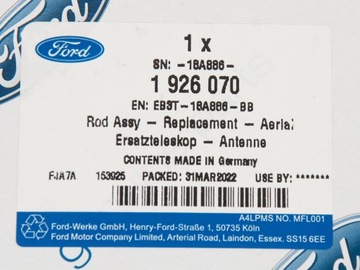 Ford
1 x
SN: -18A886-
1 926 070
EN: EB3T-18A886-BB
Rod Assy - Replacement - Aerial
Ersatzteleskop - Antenne
CONTENTS MADE IN Germany
FJA7A 153925 PACKED: 31MAR2022 USE BY:*******
A4LPMS NO. MFL001
Ford-Werke GmbH, Henry-Ford-Straße 1, 50735 Köln
Ford Motor Company Limited, Arterial Road, Laindon, Essex. SS15 6EE